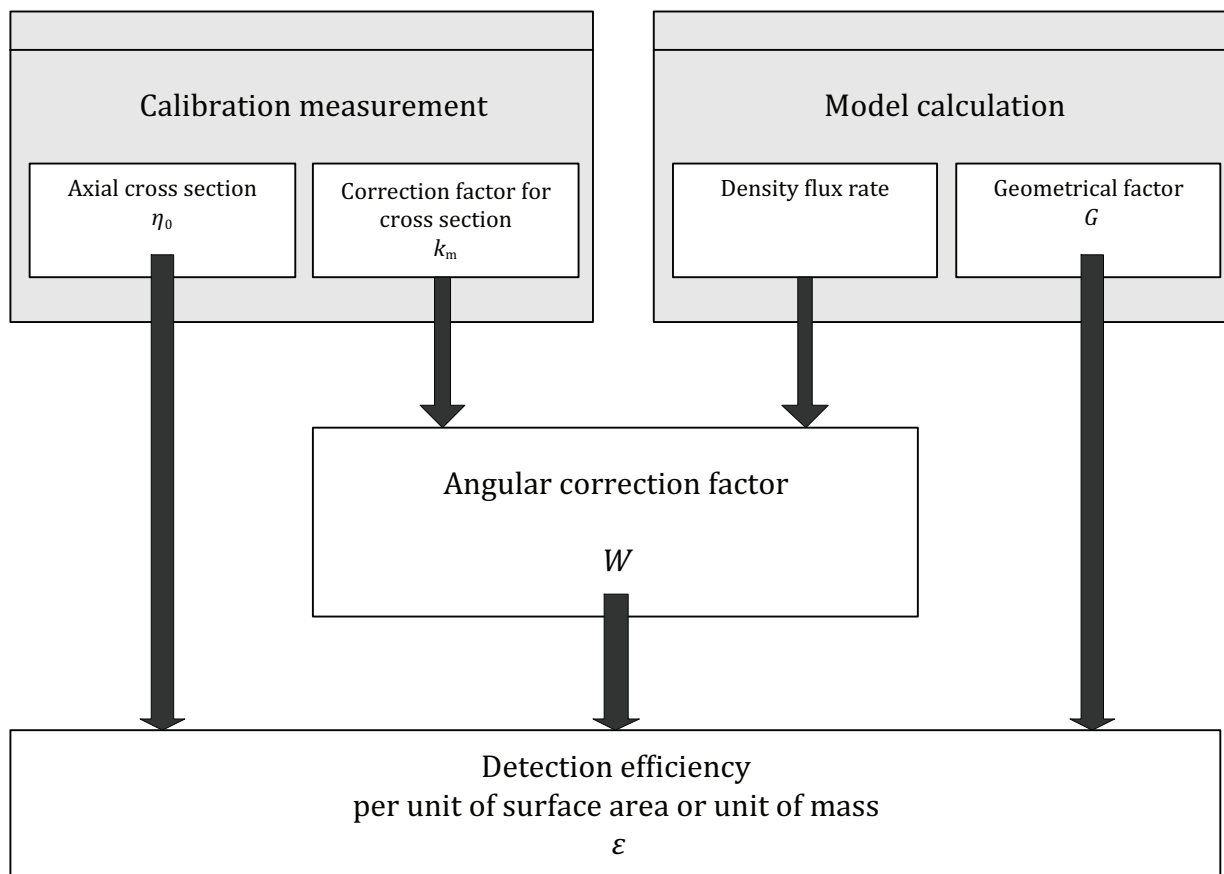 Calibration measurement
Axial cross section
η₀
Correction factor for
cross section
kₘ
Model calculation
Density flux rate
Geometrical factor
G
Angular correction factor
W
Detection efficiency
per unit of surface area or unit of mass
ε